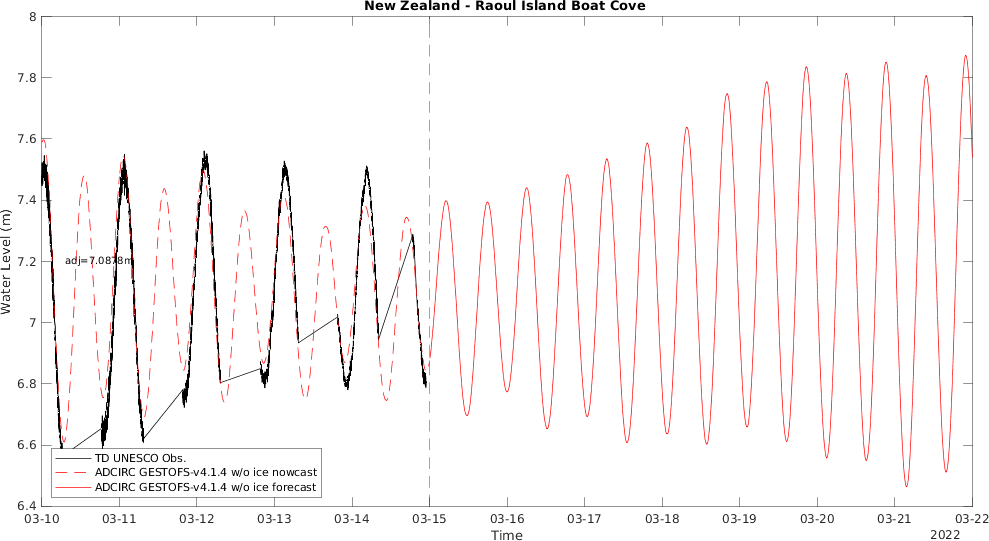 New Zealand - Raoul Island Boat Cove
8
7.8
7.6
7.4
7.2
7
6.8
6.6
6.4
Water Level (m)
adj=7.0878m
TD UNESCO Obs.
ADCIRC GESTOFS-v4.1.4 w/o ice nowcast
ADCIRC GESTOFS-v4.1.4 w/o ice forecast
03-10 03-11 03-12 03-13 03-14 03-15 03-16 03-17 03-18 03-19 03-20 03-21 03-22
Time
2022